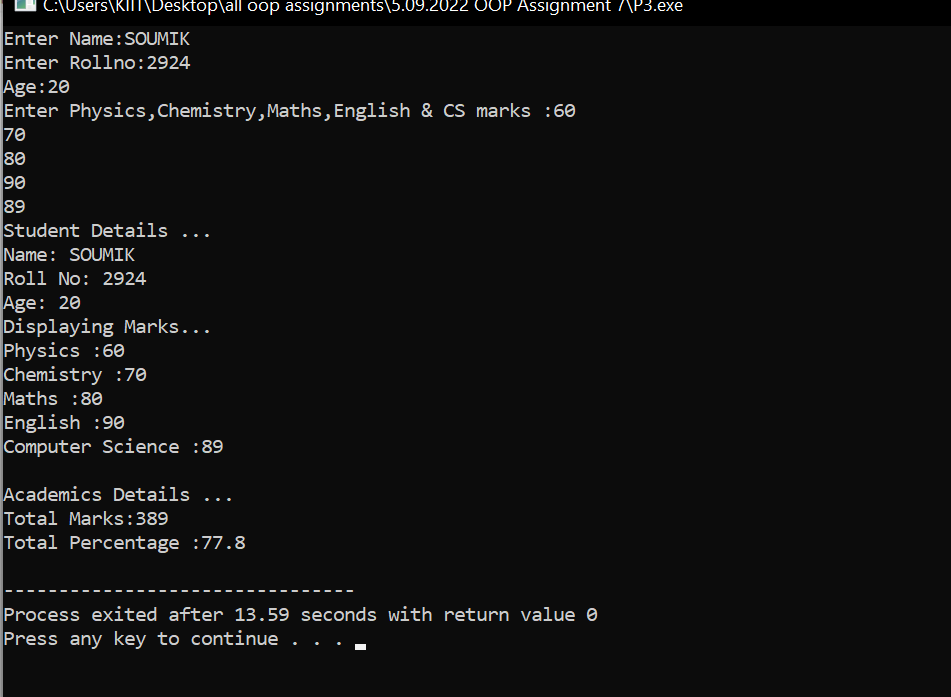 C:\Users\KIIT\Desktop\all oop assignments\5.09.2022 OOP Assignment 7\P3.exe
Enter Name:SOUMIK
Enter Rollno:2924
Age:20
Enter Physics,Chemistry,Maths,English & CS marks :60
70
80
90
89
Student Details ...
Name: SOUMIK
Roll No: 2924
Age: 20
Displaying Marks...
Physics :60
Chemistry :70
Maths :80
English :90
Computer Science :89
Academics Details ...
Total Marks:389
Total Percentage :77.8
--------------------------------
Process exited after 13.59 seconds with return value 0
Press any key to continue . . .